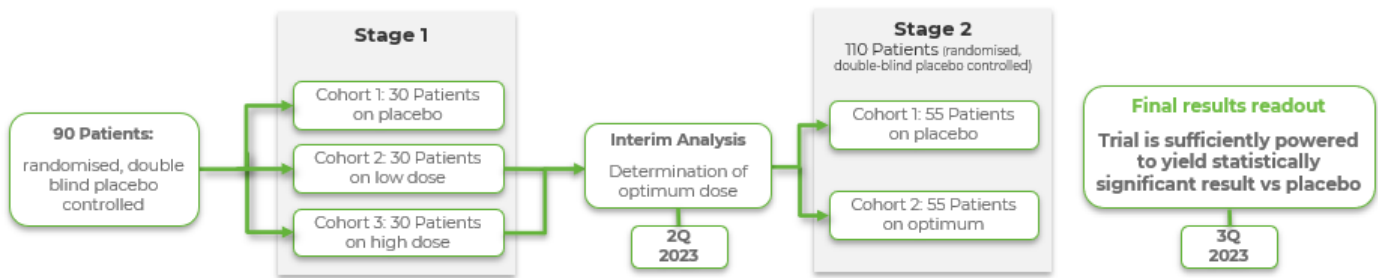 90 Patients:
randomised, double
blind placebo
controlled
Stage 1
Cohort 1: 30 Patients
on placebo
Cohort 2: 30 Patients
on low dose
Cohort 3: 30 Patients
on high dose
Interim Analysis
Determination of
optimum dose
2Q
2023
Stage 2
110 Patients (randomised,
double-blind placebo controlled)
Cohort 1: 55 Patients
on placebo
Cohort 2: 55 Patients
on optimum
Final results readout
Trial is sufficiently powered
to yield statistically
significant result vs placebo
3Q
2023